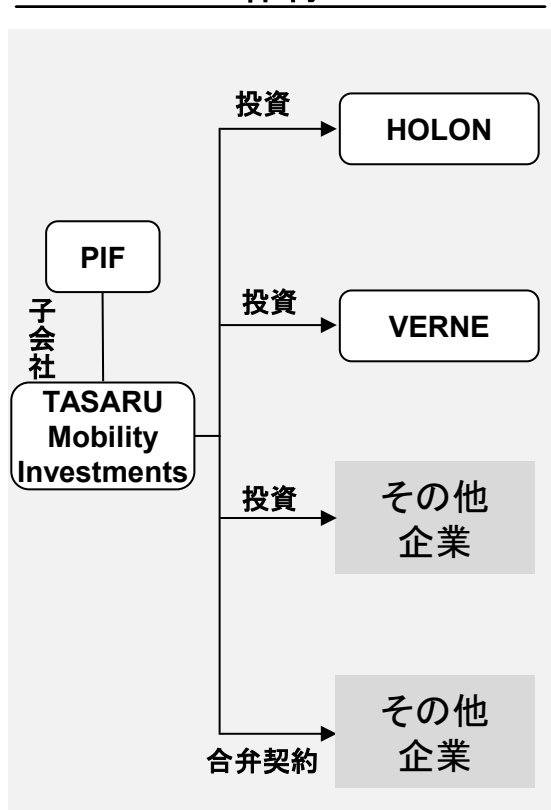 投資
HOLON
PIF
子会社
投資
VERNE
TASARU
Mobility
Investments
投資
その他
企業
合弁契約
その他
企業